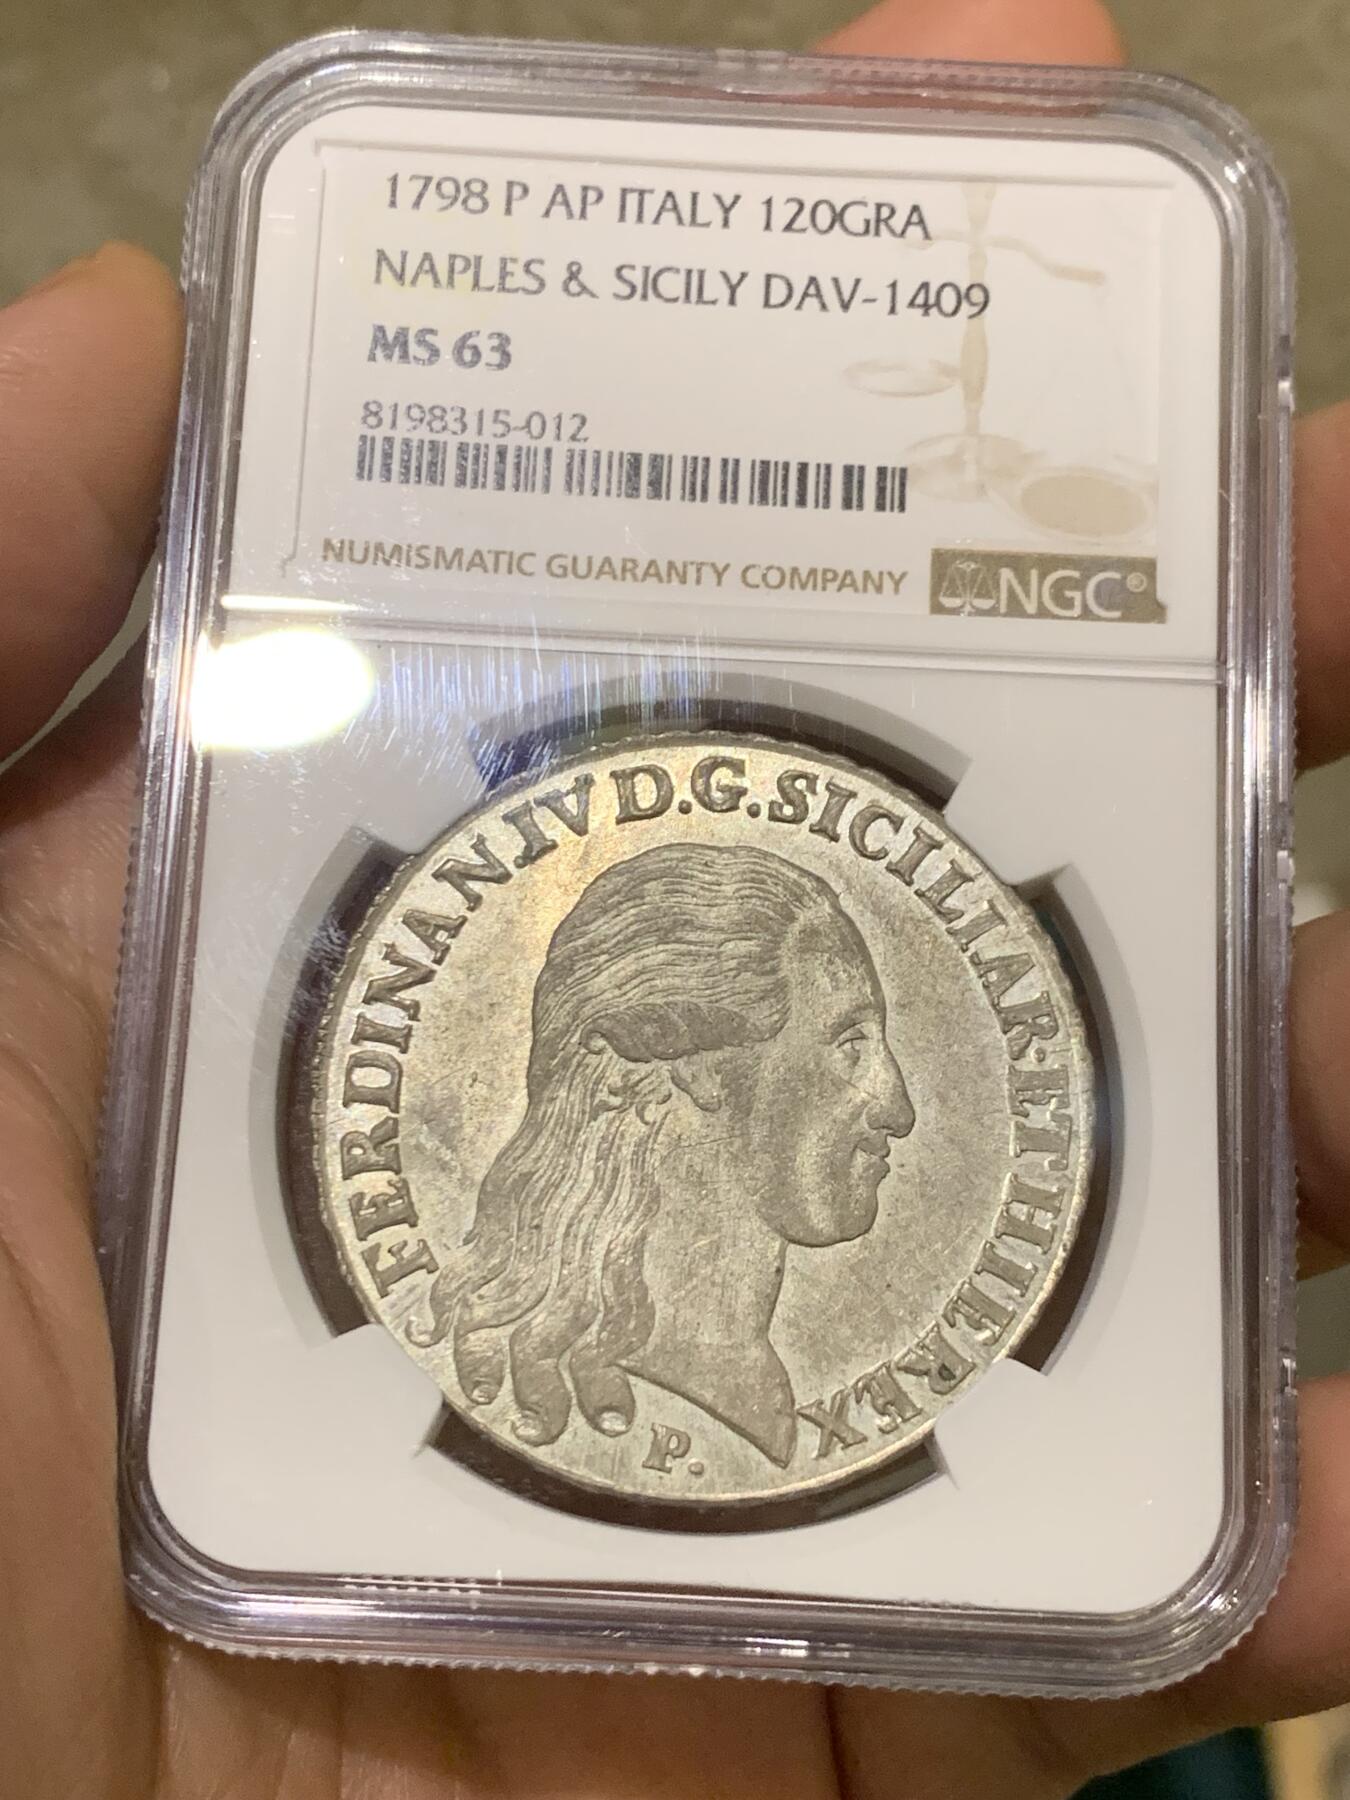 1798 P AP ITALY 120GRA
NAPLES & SICILY DAV-1409
MS 63
8198315-012
NUMISMATIC GUARANTY COMPANY
NGC®
FERDINAN.IV D.G.SICILIAR.ET HIE REX
P.